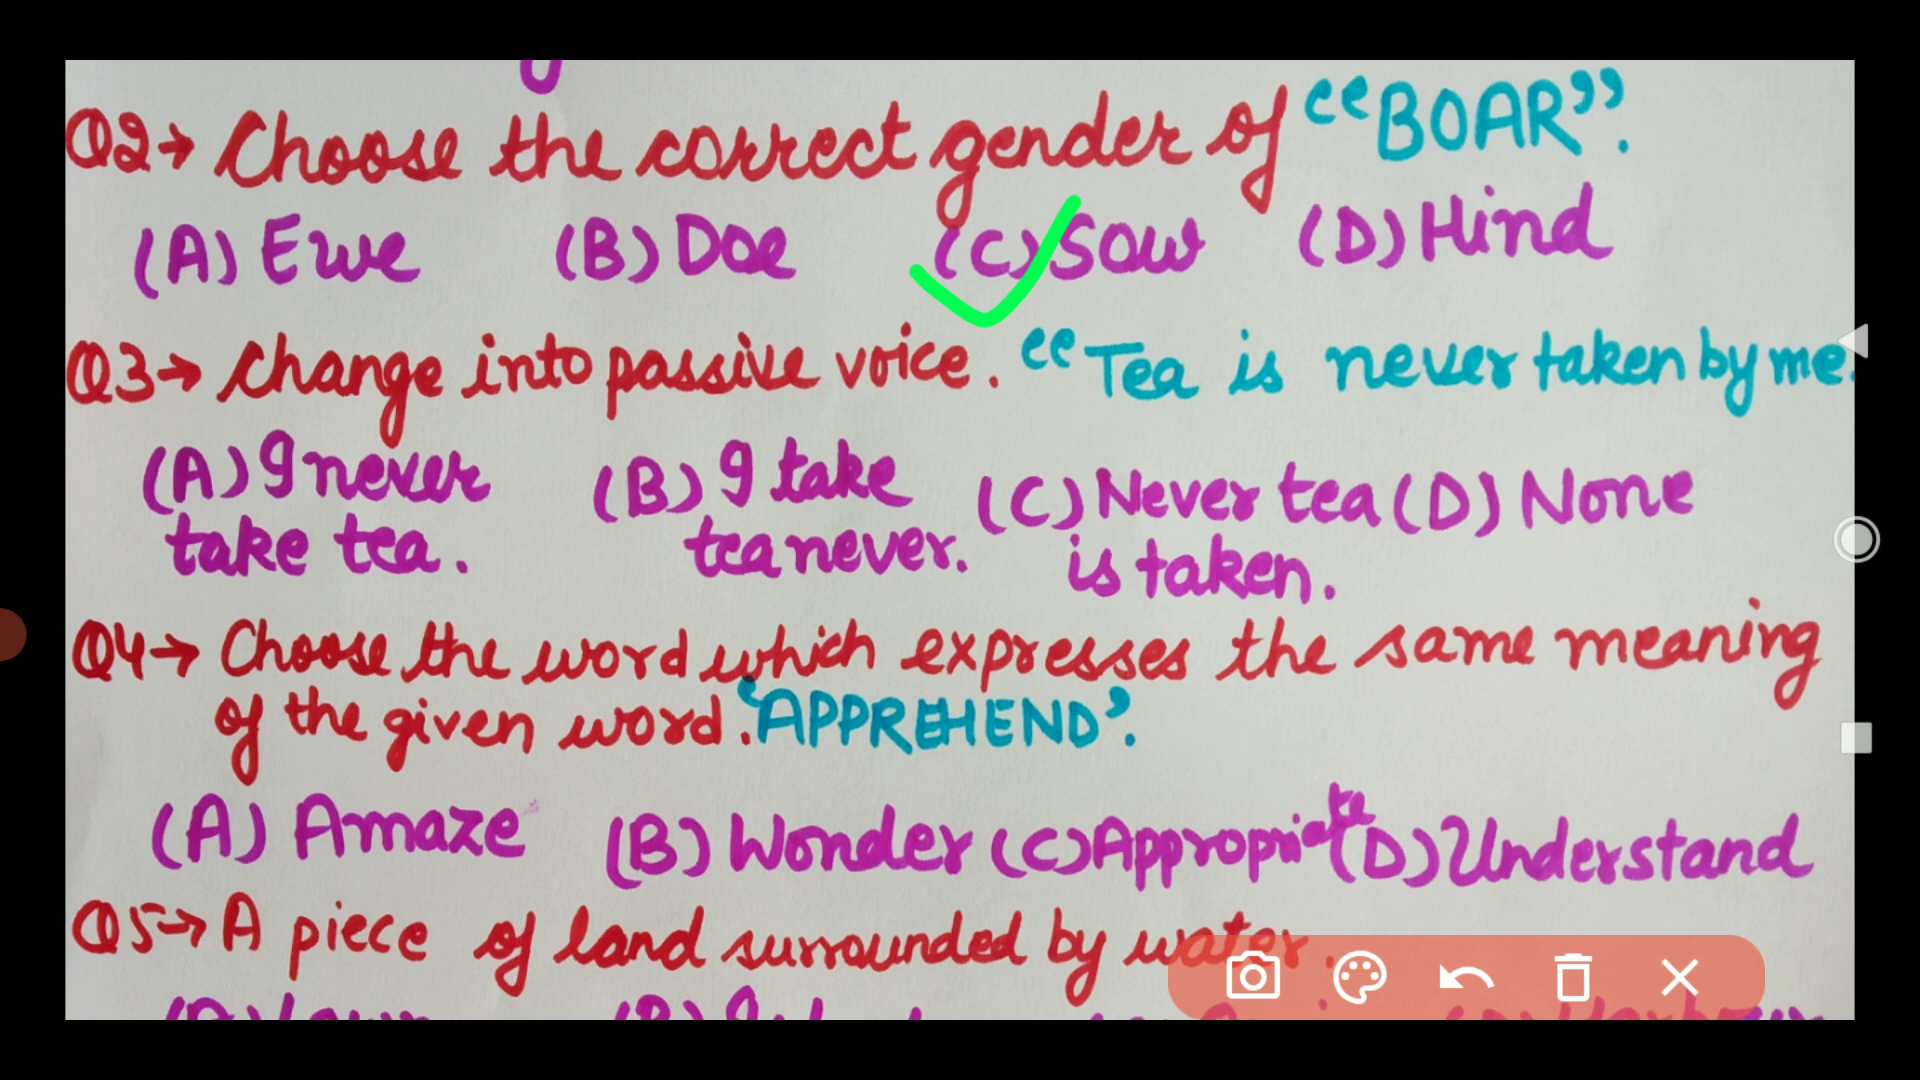 Q2→ Choose the correct gender of "BOAR".
(A) Ewe (B) Doe (C) Sow (D) Hind
Q3→ Change into passive voice. "Tea is never taken by me.
(A) I never (B) I take (C) Never tea (D) None
take tea. tea never. is taken.
Q4→ Choose the word which expresses the same meaning
of the given word. 'APPREHEND'.
(A) Amaze (B) Wonder (C) Appropriate (D) Understand
Q5→ A piece of land surrounded by water.